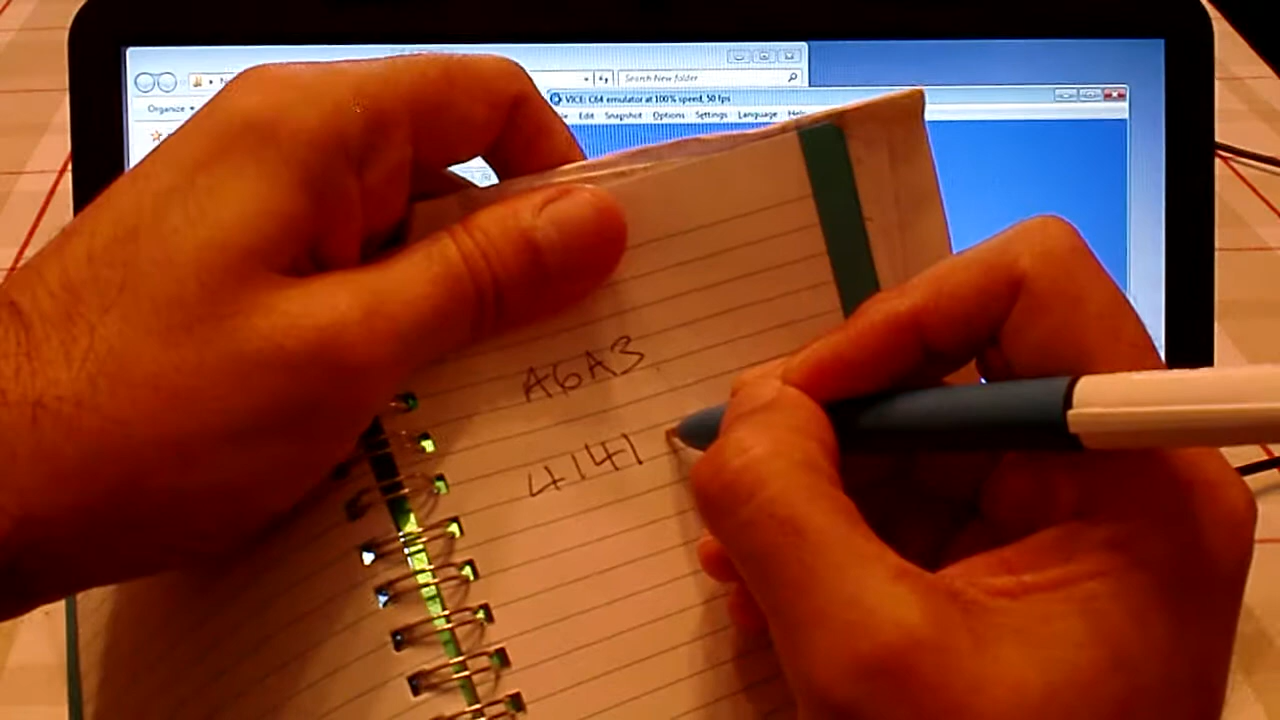 Search New folder
Organize
VICE: C64 emulator at 100% speed, 50 fps
Edit Snapshot Options Settings Language Help
A6A3
4141